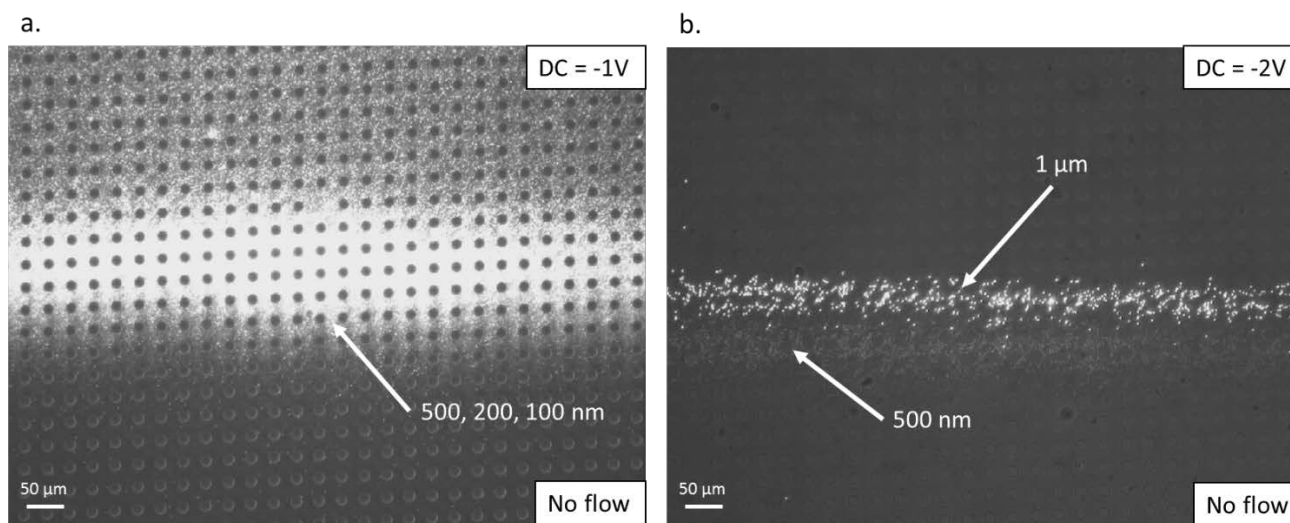 a.
DC = -1V
500, 200, 100 nm
50 µm
No flow
b.
DC = -2V
1 µm
500 nm
50 µm
No flow